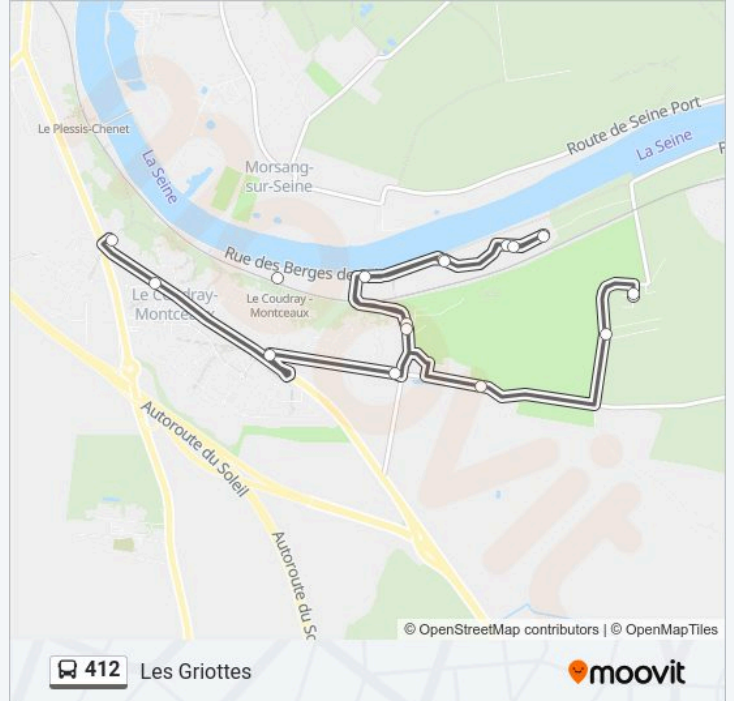 Route de Seine Port
La Seine
Le Plessis-Chenet
La Seine
Morsang-
sur-Seine
Rue des Berges de
Le Coudray-
Montceaux
Le Coudray -
Montceaux
Autoroute du Soleil
Autoroute du So
moovit
© OpenStreetMap contributors | © OpenMapTiles
412 Les Griottes
moovit